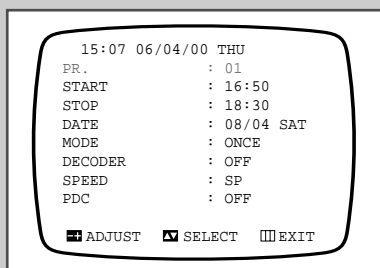 15:07 06/04/00 THU
PR. : 01
START : 16:50
STOP : 18:30
DATE : 08/04 SAT
MODE : ONCE
DECODER : OFF
SPEED : SP
PDC : OFF
ADJUST SELECT EXIT